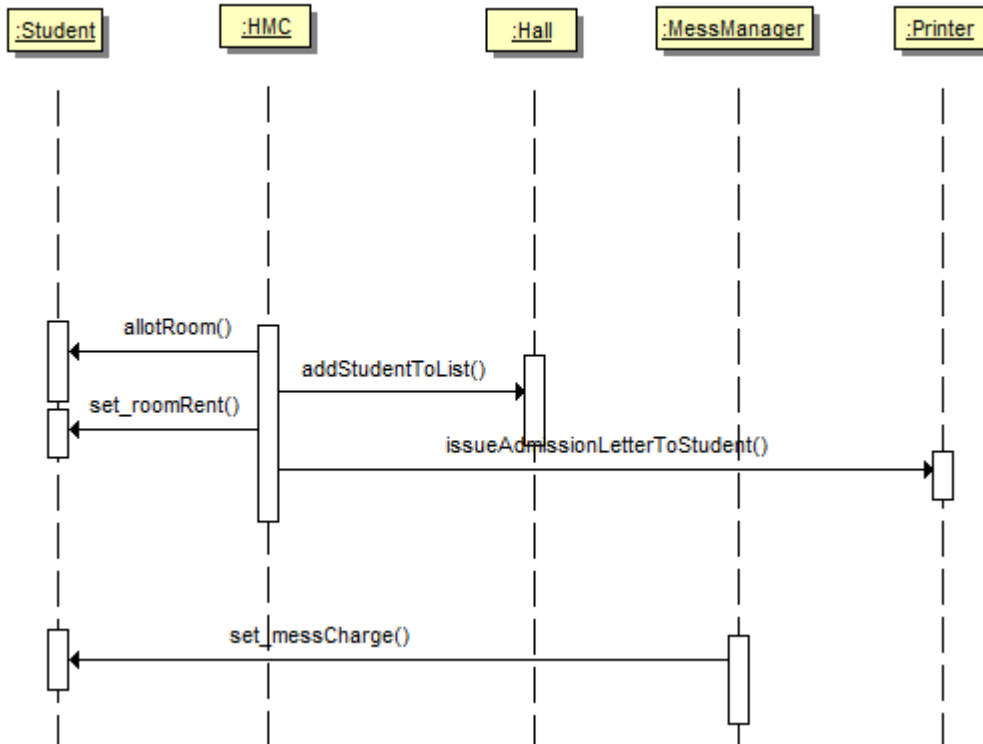 :Student
:HMC
:Hall
:MessManager
:Printer
allotRoom()
addStudentToList()
set_roomRent()
issueAdmissionLetterToStudent()
set_messCharge()